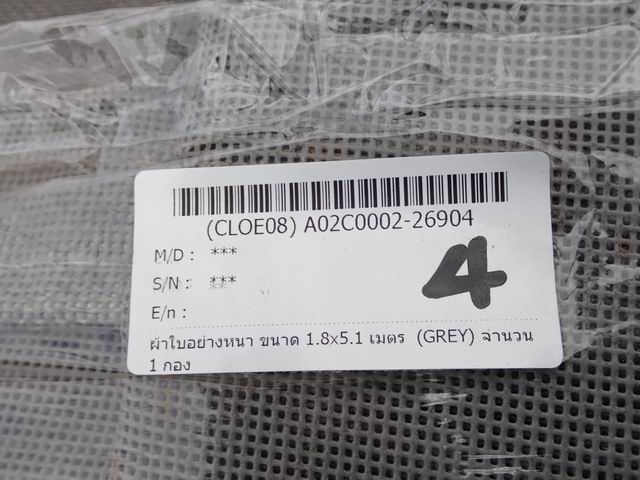 (CLOE08) A02C0002-26904
M/D : ***
S/N : ***
E/n :
4
ผ้าใบอย่างหนา ขนาด 1.8x5.1 เมตร (GREY) จำนวน
1 กอง